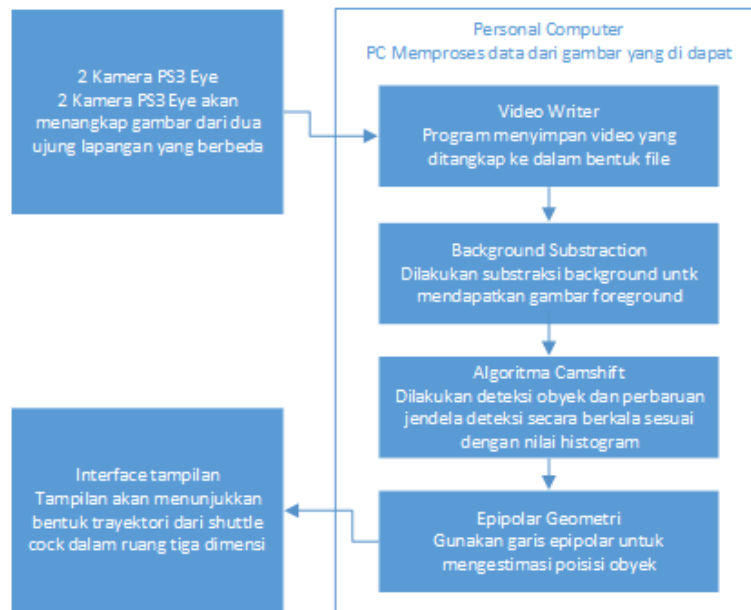 2 Kamera PS3 Eye
2 Kamera PS3 Eye akan
menangkap gambar dari dua
ujung lapangan yang berbeda
Personal Computer
PC Memproses data dari gambar yang di dapat
Video Writer
Program menyimpan video yang
ditangkap ke dalam bentuk file
Background Substraction
Dilakukan substraksi background untk
mendapatkan gambar foreground
Algoritma Camshift
Dilakukan deteksi obyek dan perbaruan
jendela deteksi secara berkala sesuai
dengan nilai histogram
Epipolar Geometri
Gunakan garis epipolar untuk
mengestimasi poisisi obyek
Interface tampilan
Tampilan akan menunjukkan
bentuk trayektori dari shuttle
cock dalam ruang tiga dimensi